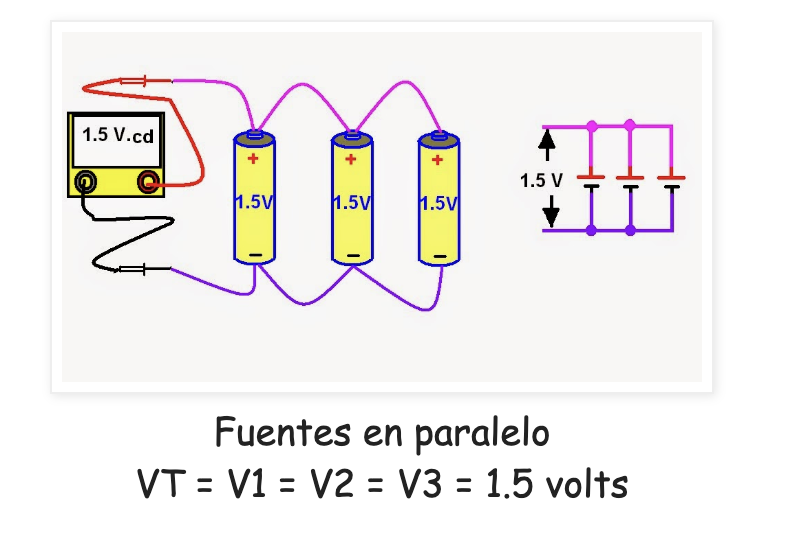 1.5 V.cd
+ + +
1.5V 1.5V 1.5V
− − −
1.5 V
Fuentes en paralelo
VT = V1 = V2 = V3 = 1.5 volts